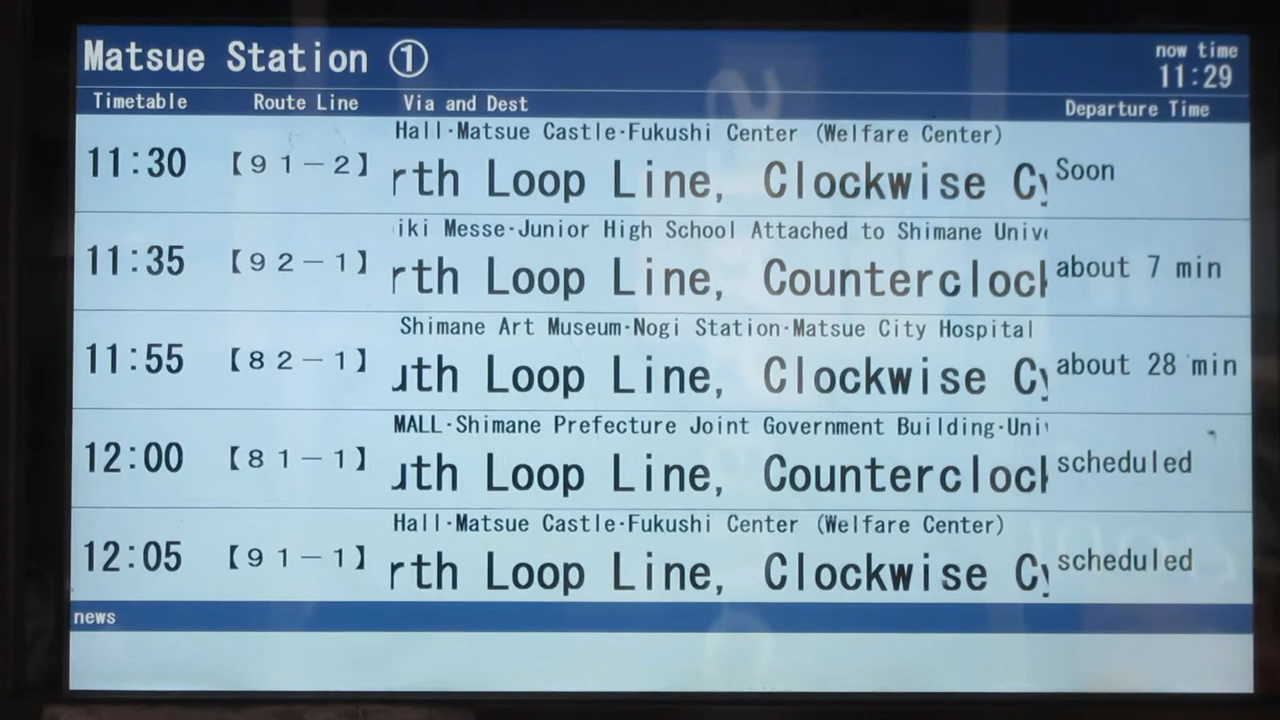 Matsue Station ①
now time
11:29
Timetable Route Line Via and Dest Departure Time
Hall·Matsue Castle·Fukushi Center (Welfare Center)
11:30 【91-2】 rth Loop Line, Clockwise Cy Soon
iki Messe·Junior High School Attached to Shimane Unive
11:35 【92-1】 rth Loop Line, Counterclock about 7 min
Shimane Art Museum·Nogi Station·Matsue City Hospital
11:55 【82-1】 uth Loop Line, Clockwise Cy about 28 min
MALL·Shimane Prefecture Joint Government Building·Univ
12:00 【81-1】 uth Loop Line, Counterclock scheduled
Hall·Matsue Castle·Fukushi Center (Welfare Center)
12:05 【91-1】 rth Loop Line, Clockwise Cy scheduled
news